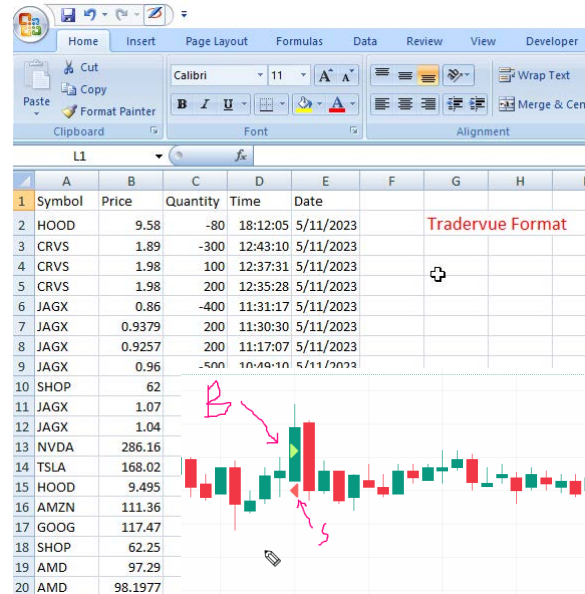 Home Insert Page Layout Formulas Data Review View Developer
Cut
Calibri 11 A A Wrap Text
Copy
Paste
Format Painter B I U A Merge & Cen
Clipboard Font Alignment
L1 fx
A B C D E F G H
1 Symbol Price Quantity Time Date
2 HOOD 9.58 -80 18:12:05 5/11/2023 Tradervue Format
3 CRVS 1.89 -300 12:43:10 5/11/2023
4 CRVS 1.98 100 12:37:31 5/11/2023
5 CRVS 1.98 200 12:35:28 5/11/2023
6 JAGX 0.86 -400 11:31:17 5/11/2023
7 JAGX 0.9379 200 11:30:30 5/11/2023
8 JAGX 0.9257 200 11:17:07 5/11/2023
9 JAGX 0.96 -500 10:49:10 5/11/2023
10 SHOP 62
11 JAGX 1.07
B
12 JAGX 1.04
13 NVDA 286.16
14 TSLA 168.02
15 HOOD 9.495
16 AMZN 111.36
17 GOOG 117.47
S
18 SHOP 62.25
19 AMD 97.29
20 AMD 98.1977